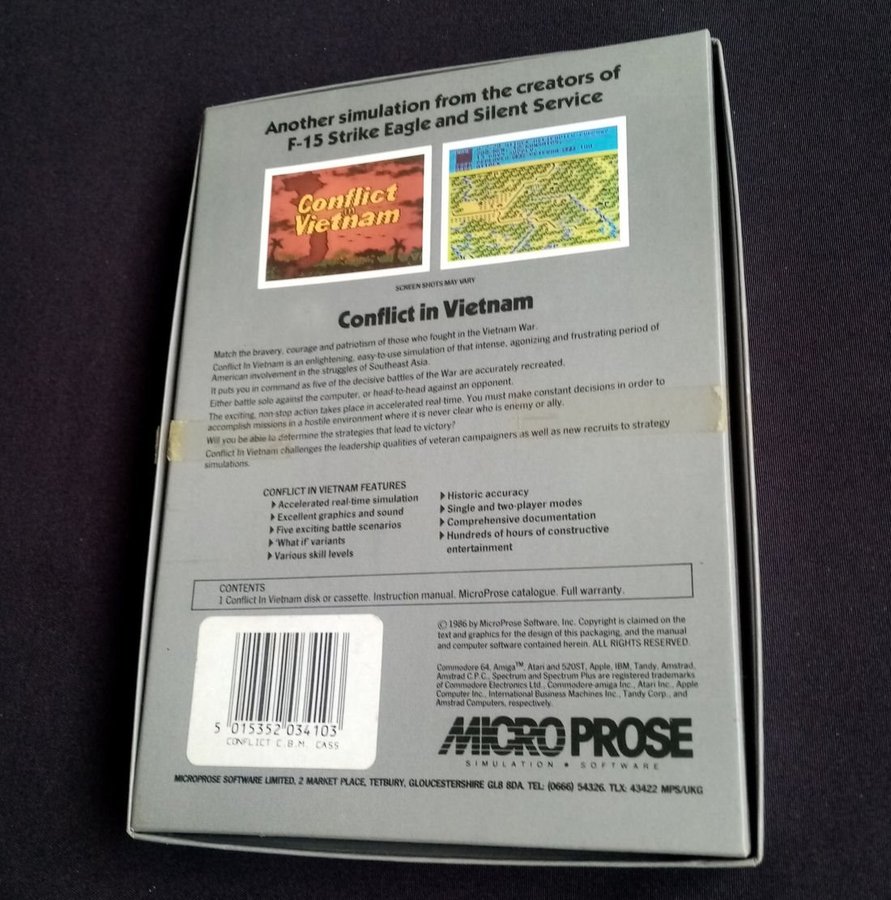 Another simulation from the creators of
F-15 Strike Eagle and Silent Service
Conflict
in
Vietnam
SCREEN SHOTS MAY VARY
Conflict in Vietnam
Match the bravery, courage and patriotism of those who fought in the Vietnam War.
Conflict In Vietnam is an enlightening, easy-to-use simulation of that intense, agonizing and frustrating period of
American involvement in the struggles of Southeast Asia.
It puts you in command as five of the decisive battles of the War are accurately recreated.
Either battle solo against the computer, or head-to-head against an opponent.
The exciting, non-stop action takes place in accelerated real-time. You must make constant decisions in order to
accomplish missions in a hostile environment where it is never clear who is enemy or ally.
Will you be able to determine the strategies that lead to victory?
Conflict In Vietnam challenges the leadership qualities of veteran campaigners as well as new recruits to strategy
simulations.
CONFLICT IN VIETNAM FEATURES
Accelerated real-time simulation
Excellent graphics and sound
Five exciting battle scenarios
'What if' variants
Various skill levels
Historic accuracy
Single and two-player modes
Comprehensive documentation
Hundreds of hours of constructive
entertainment
CONTENTS
1 Conflict In Vietnam disk or cassette. Instruction manual. MicroProse catalogue. Full warranty.
© 1986 by MicroProse Software, Inc. Copyright is claimed on the
text and graphics for the design of this packaging, and the manual
and computer software contained herein. ALL RIGHTS RESERVED.
Commodore 64, Amiga™, Atari and 520ST, Apple, IBM, Tandy, Amstrad,
Amstrad C.P.C., Spectrum and Spectrum Plus are registered trademarks
of Commodore Electronics Ltd., Commodore-amiga Inc., Atari Inc., Apple
Computer Inc., International Business Machines Inc., Tandy Corp., and
Amstrad Computers, respectively.
5 015352 034103
CONFLICT C.B.M. CASS
MICROPROSE
SIMULATION • SOFTWARE
MICROPROSE SOFTWARE LIMITED, 2 MARKET PLACE, TETBURY, GLOUCESTERSHIRE GL8 8DA. TEL: (0666) 54326. TLX: 43422 MPS/UKG